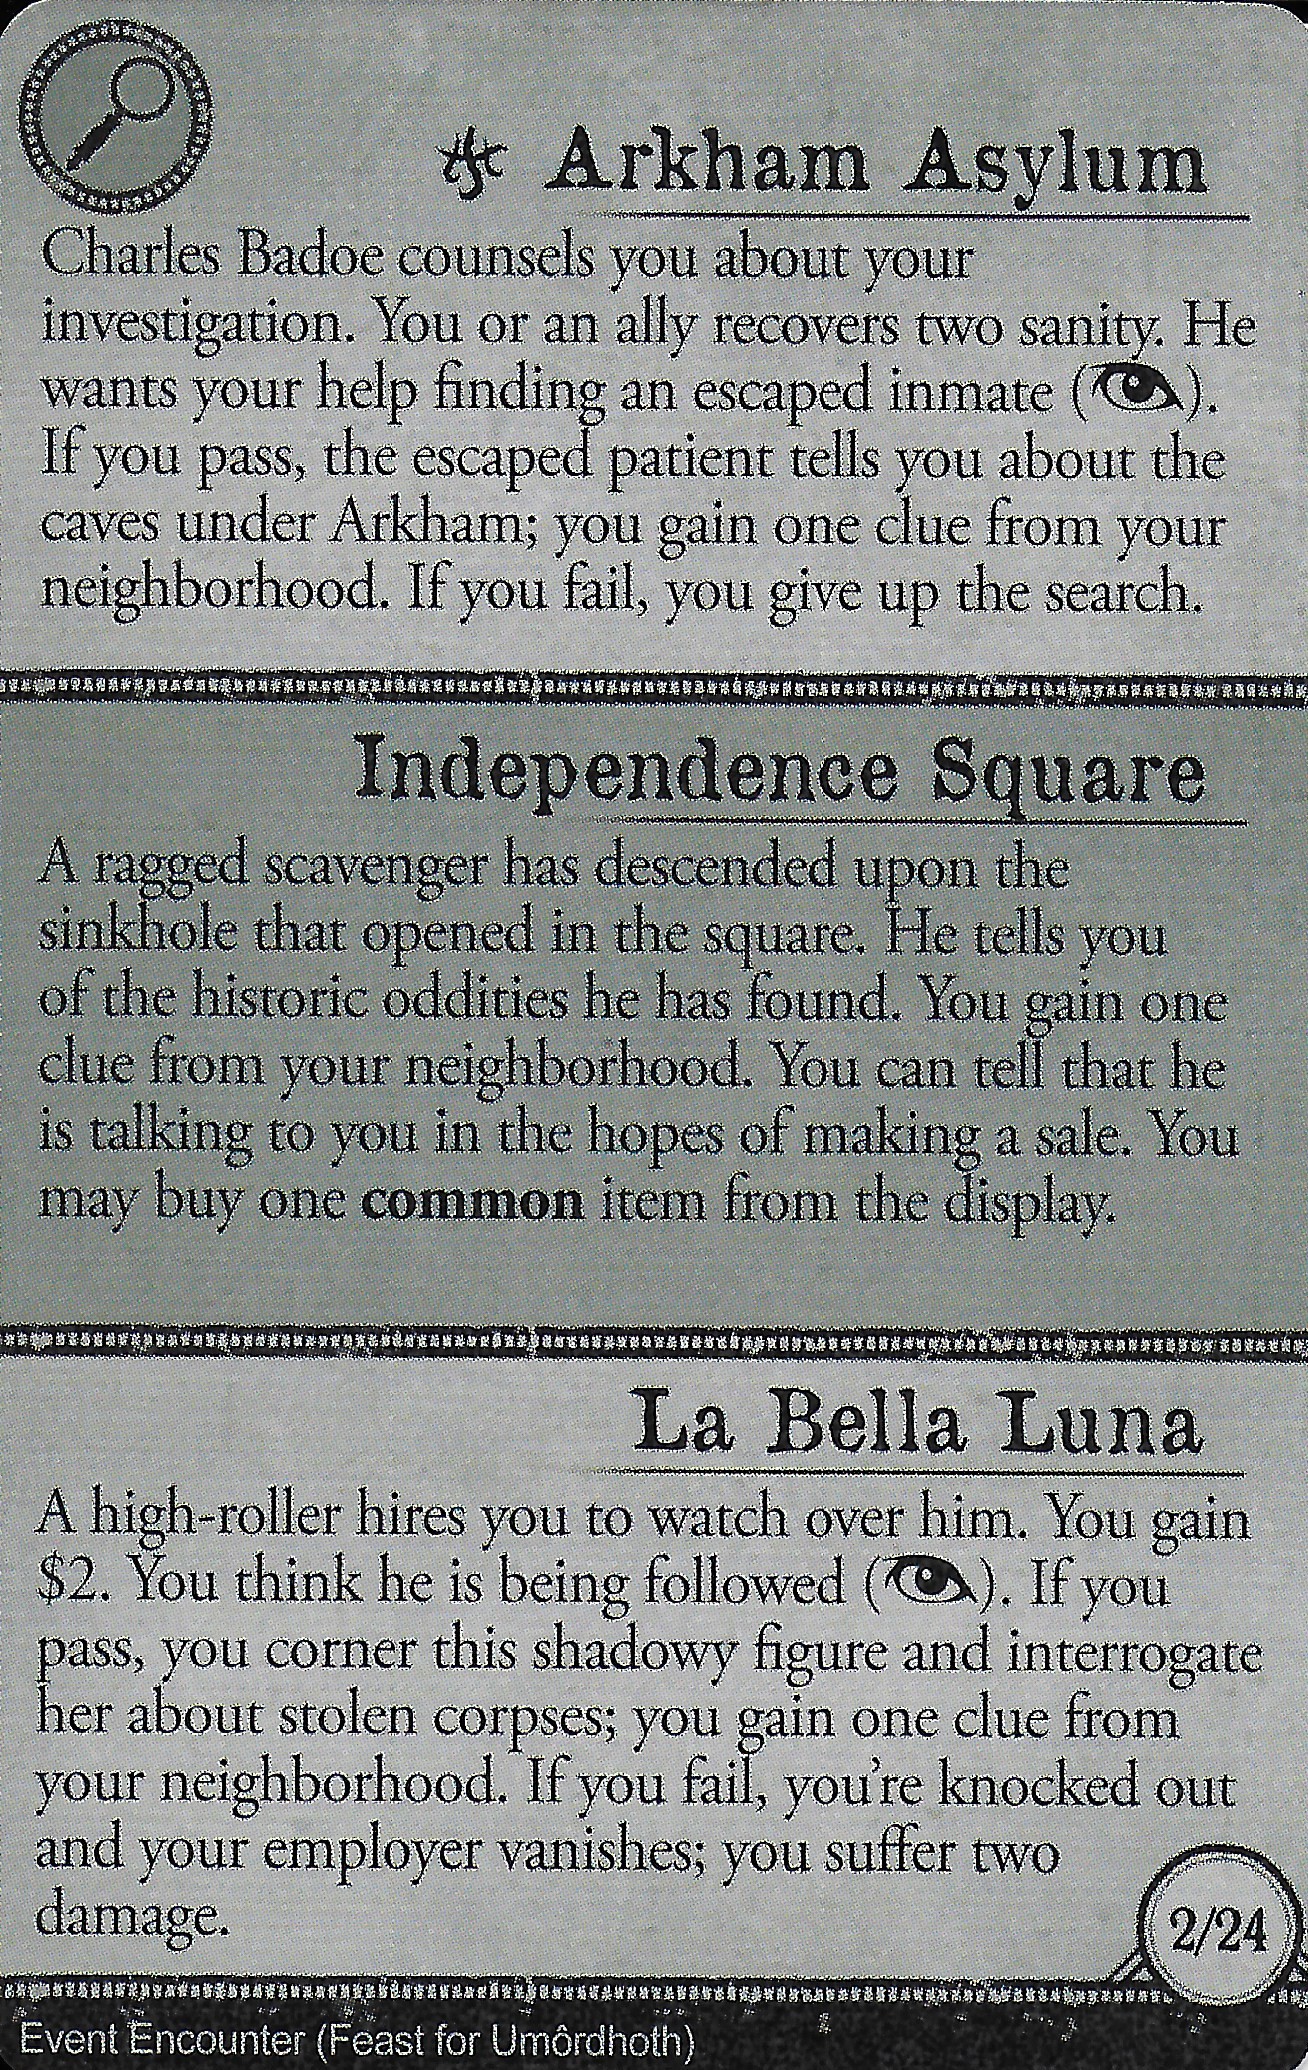 Arkham Asylum
Charles Badoe counsels you about your
investigation. You or an ally recovers two sanity. He
wants your help finding an escaped inmate ( ).
If you pass, the escaped patient tells you about the
caves under Arkham; you gain one clue from your
neighborhood. If you fail, you give up the search.
Independence Square
A ragged scavenger has descended upon the
sinkhole that opened in the square. He tells you
of the historic oddities he has found. You gain one
clue from your neighborhood. You can tell that he
is talking to you in the hopes of making a sale. You
may buy one common item from the display.
La Bella Luna
A high-roller hires you to watch over him. You gain
$2. You think he is being followed ( ). If you
pass, you corner this shadowy figure and interrogate
her about stolen corpses; you gain one clue from
your neighborhood. If you fail, you're knocked out
and your employer vanishes; you suffer two
damage.
2/24
Event Encounter (Feast for Umôrdhoth)